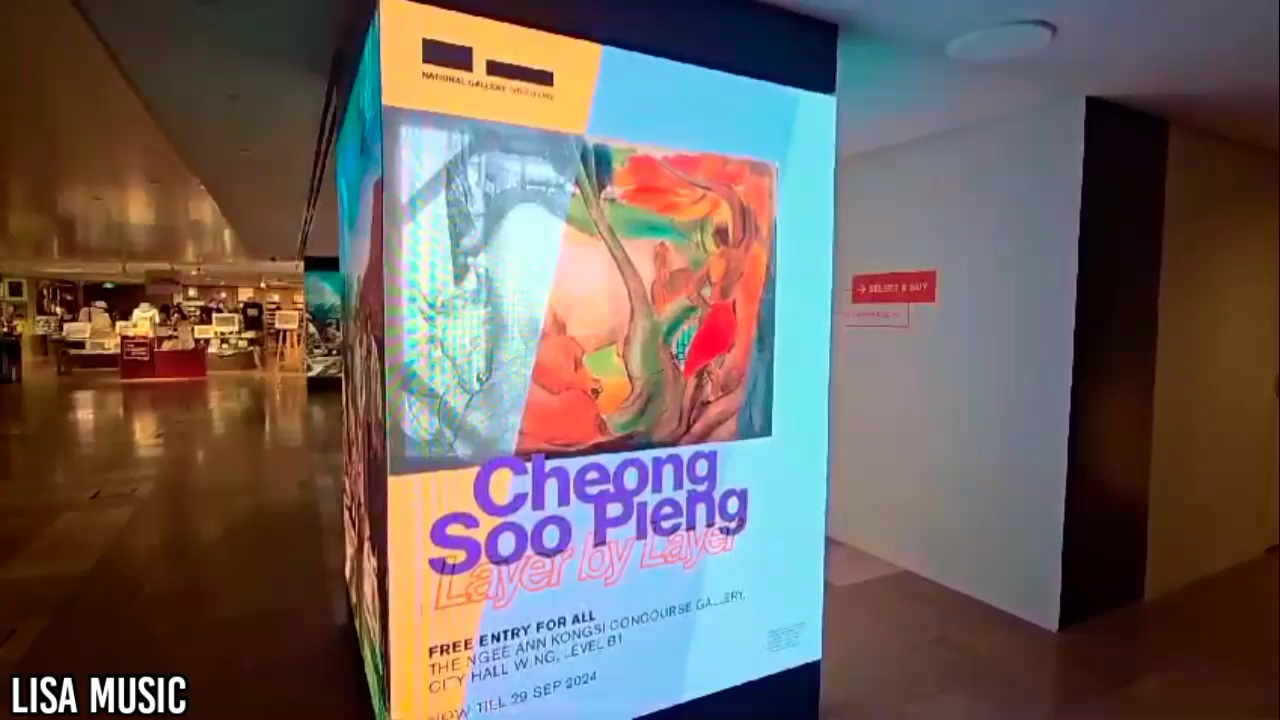 NATIONAL GALLERY SINGAPORE
Cheong
Soo Pieng
Layer by Layer
FREE ENTRY FOR ALL
THE NGEE ANN KONGSI CONCOURSE GALLERY,
CITY HALL WING, LEVEL B1
NOW TILL 29 SEP 2024
→ SELECT & BUY
LISA MUSIC